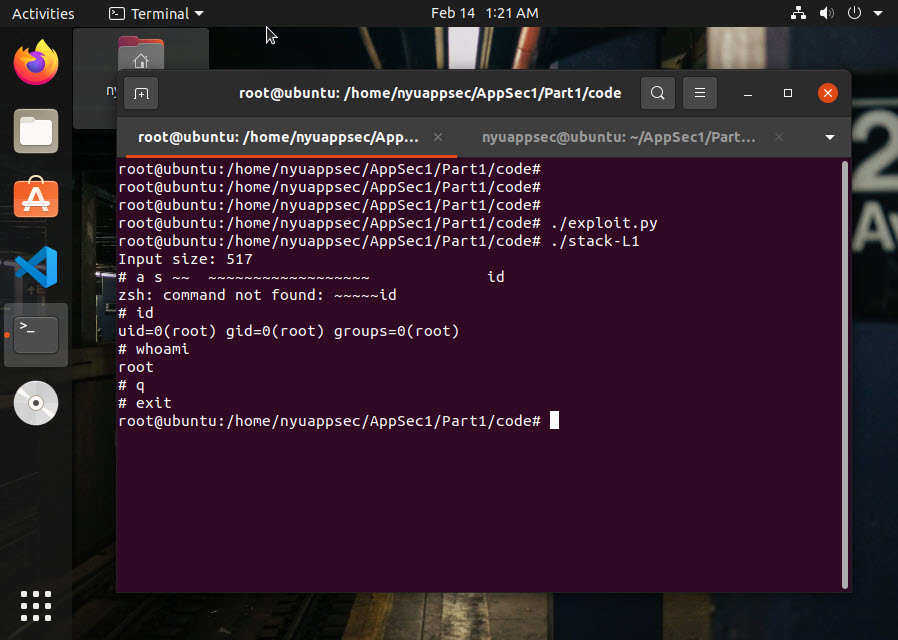 Activities Terminal Feb 14 1:21 AM
ny
root@ubuntu: /home/nyuappsec/AppSec1/Part1/code
root@ubuntu: /home/nyuappsec/App... nyuappsec@ubuntu: ~/AppSec1/Part...
root@ubuntu:/home/nyuappsec/AppSec1/Part1/code#
root@ubuntu:/home/nyuappsec/AppSec1/Part1/code#
root@ubuntu:/home/nyuappsec/AppSec1/Part1/code#
root@ubuntu:/home/nyuappsec/AppSec1/Part1/code# ./exploit.py
root@ubuntu:/home/nyuappsec/AppSec1/Part1/code# ./stack-L1
Input size: 517
# a s ~~  ~~~~~~~~~~~~~~~~~~             id
zsh: command not found: ~~~~~id
# id
uid=0(root) gid=0(root) groups=0(root)
# whoami
root
# q
# exit
root@ubuntu:/home/nyuappsec/AppSec1/Part1/code#
2
Av